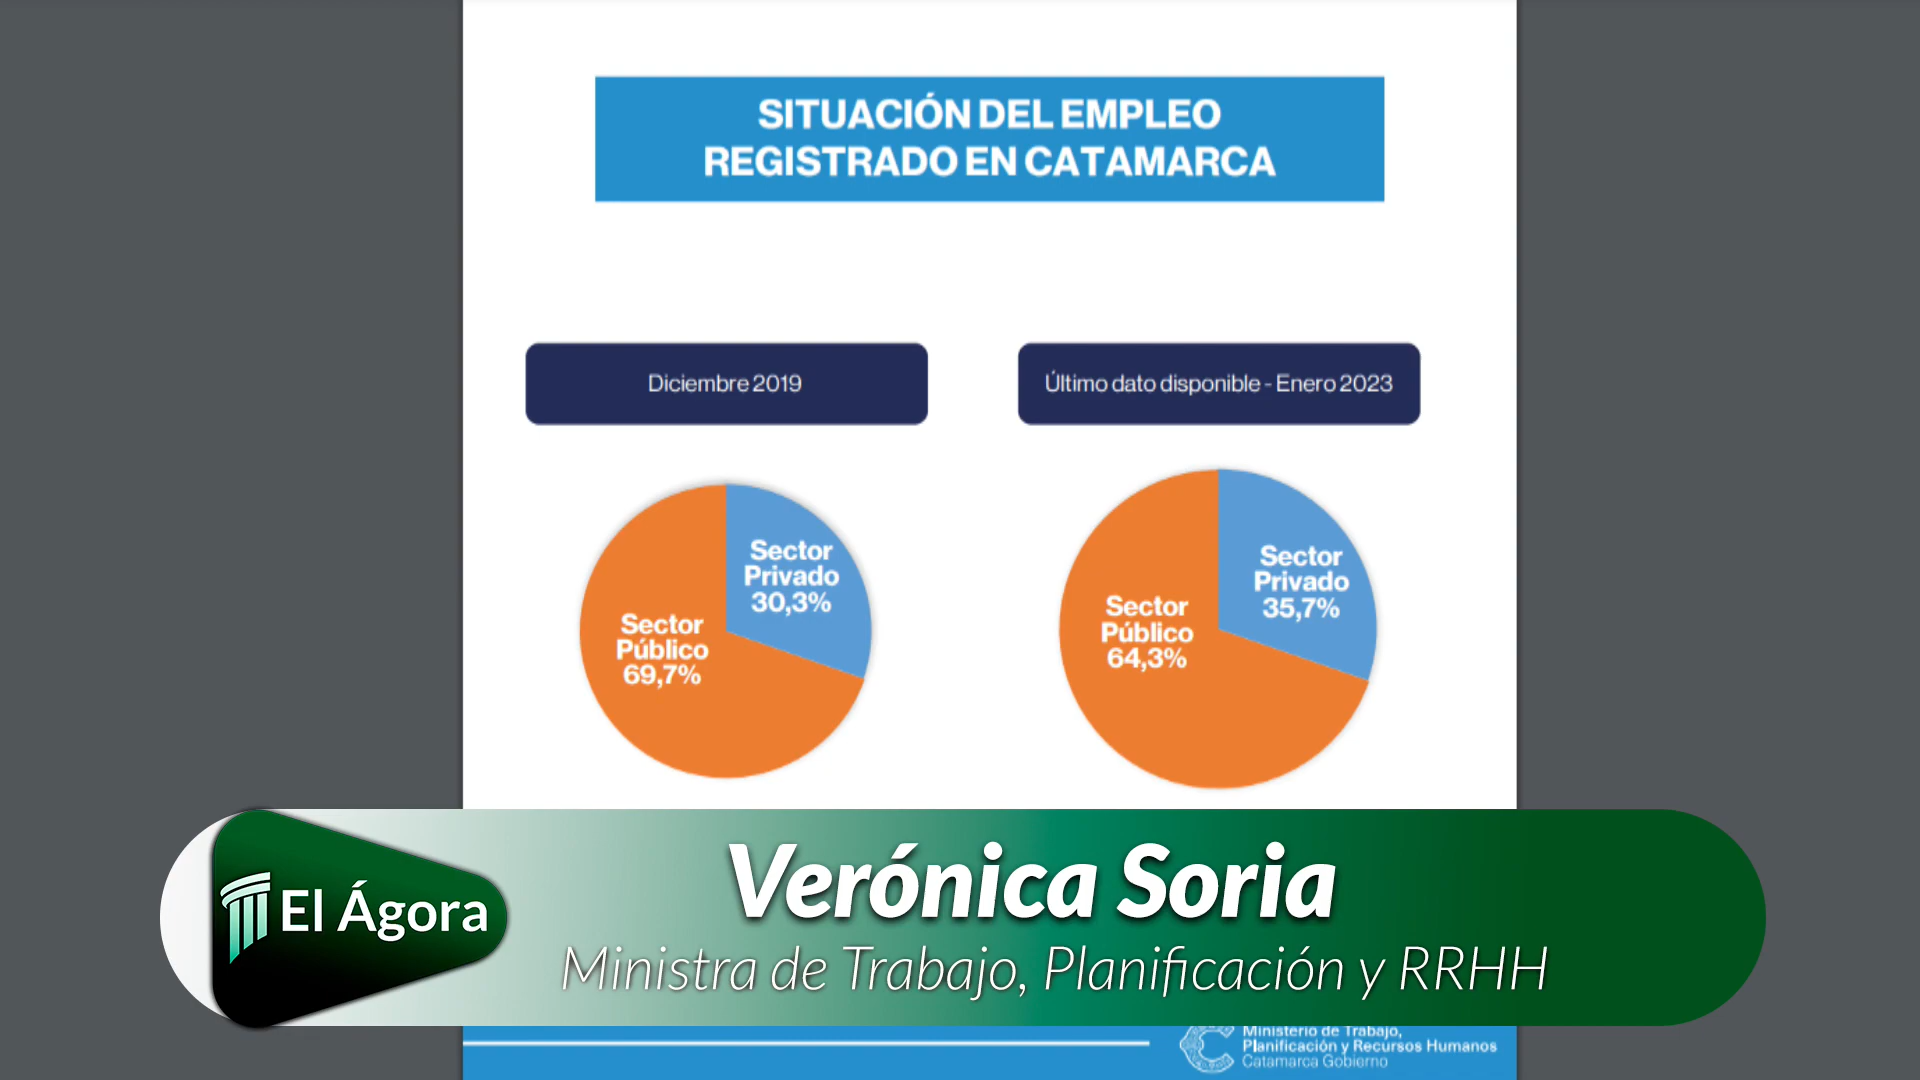 SITUACIÓN DEL EMPLEO
REGISTRADO EN CATAMARCA
Diciembre 2019
Último dato disponible - Enero 2023
Sector
Privado
30,3%
Sector
Público
69,7%
Sector
Privado
35,7%
Sector
Público
64,3%
El Ágora
Verónica Soria
Ministra de Trabajo, Planificación y RRHH
Ministerio de Trabajo,
Planificación y Recursos Humanos
Catamarca Gobierno